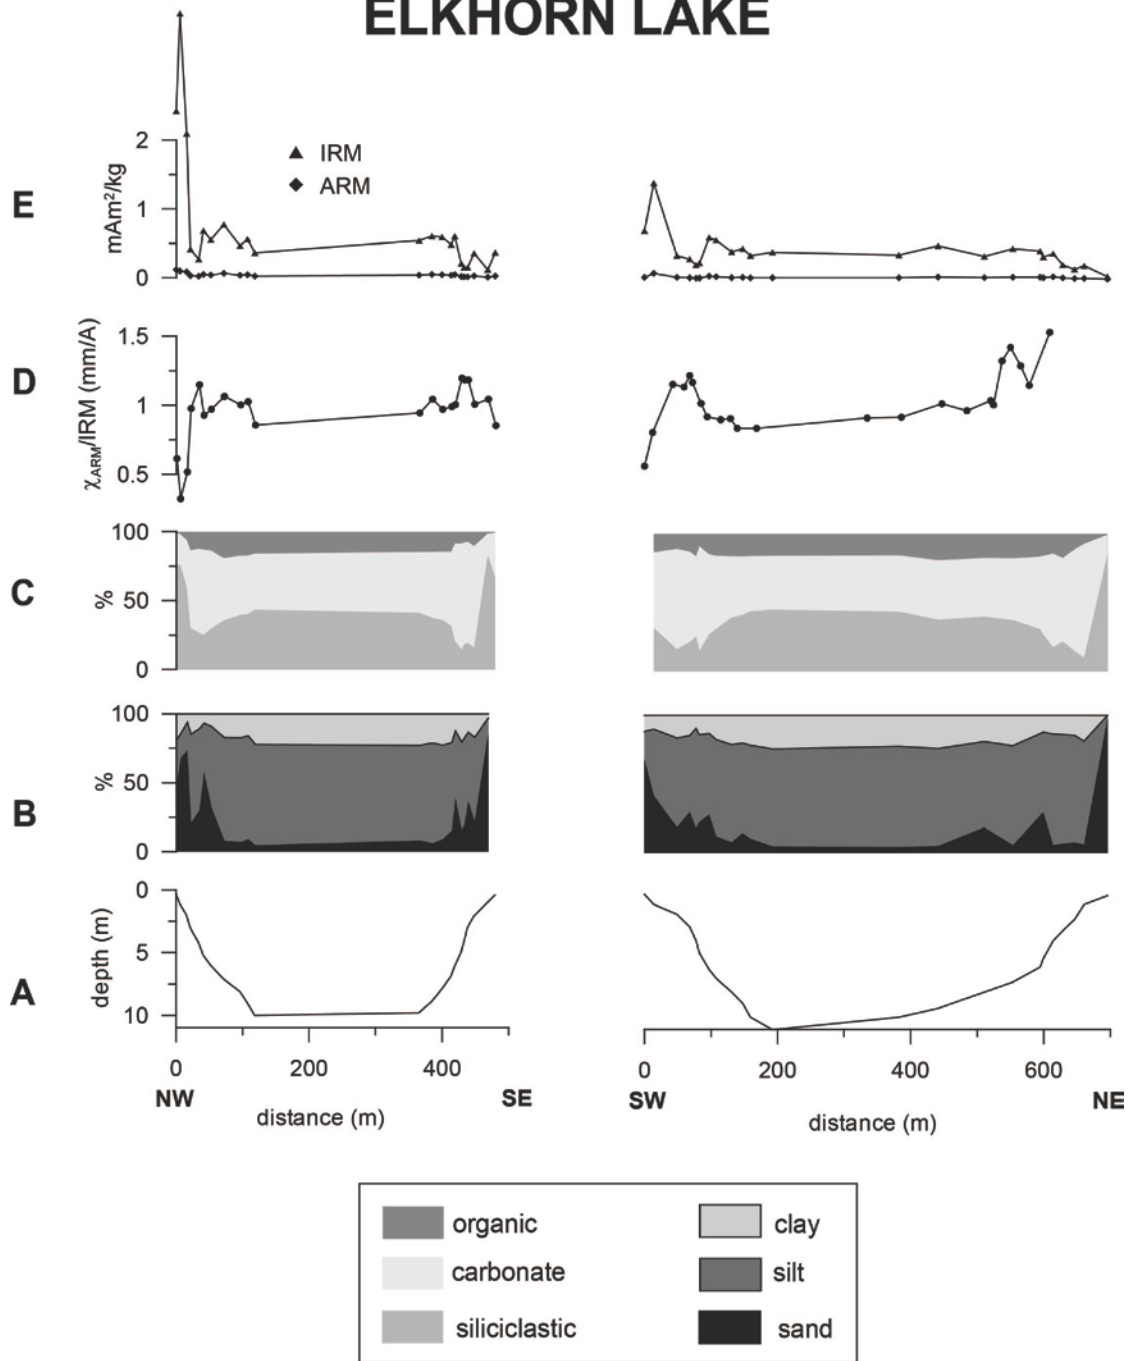 ELKHORN LAKE
E
mAm²/kg
2
1
0
IRM
ARM
D
χARM/IRM (mm/A)
1.5
1
0.5
C
%
100
50
0
B
%
100
50
0
A
depth (m)
0
5
10
0 200 400
NW SE
distance (m)
0 200 400 600
SW NE
distance (m)
organic clay
carbonate silt
siliciclastic sand